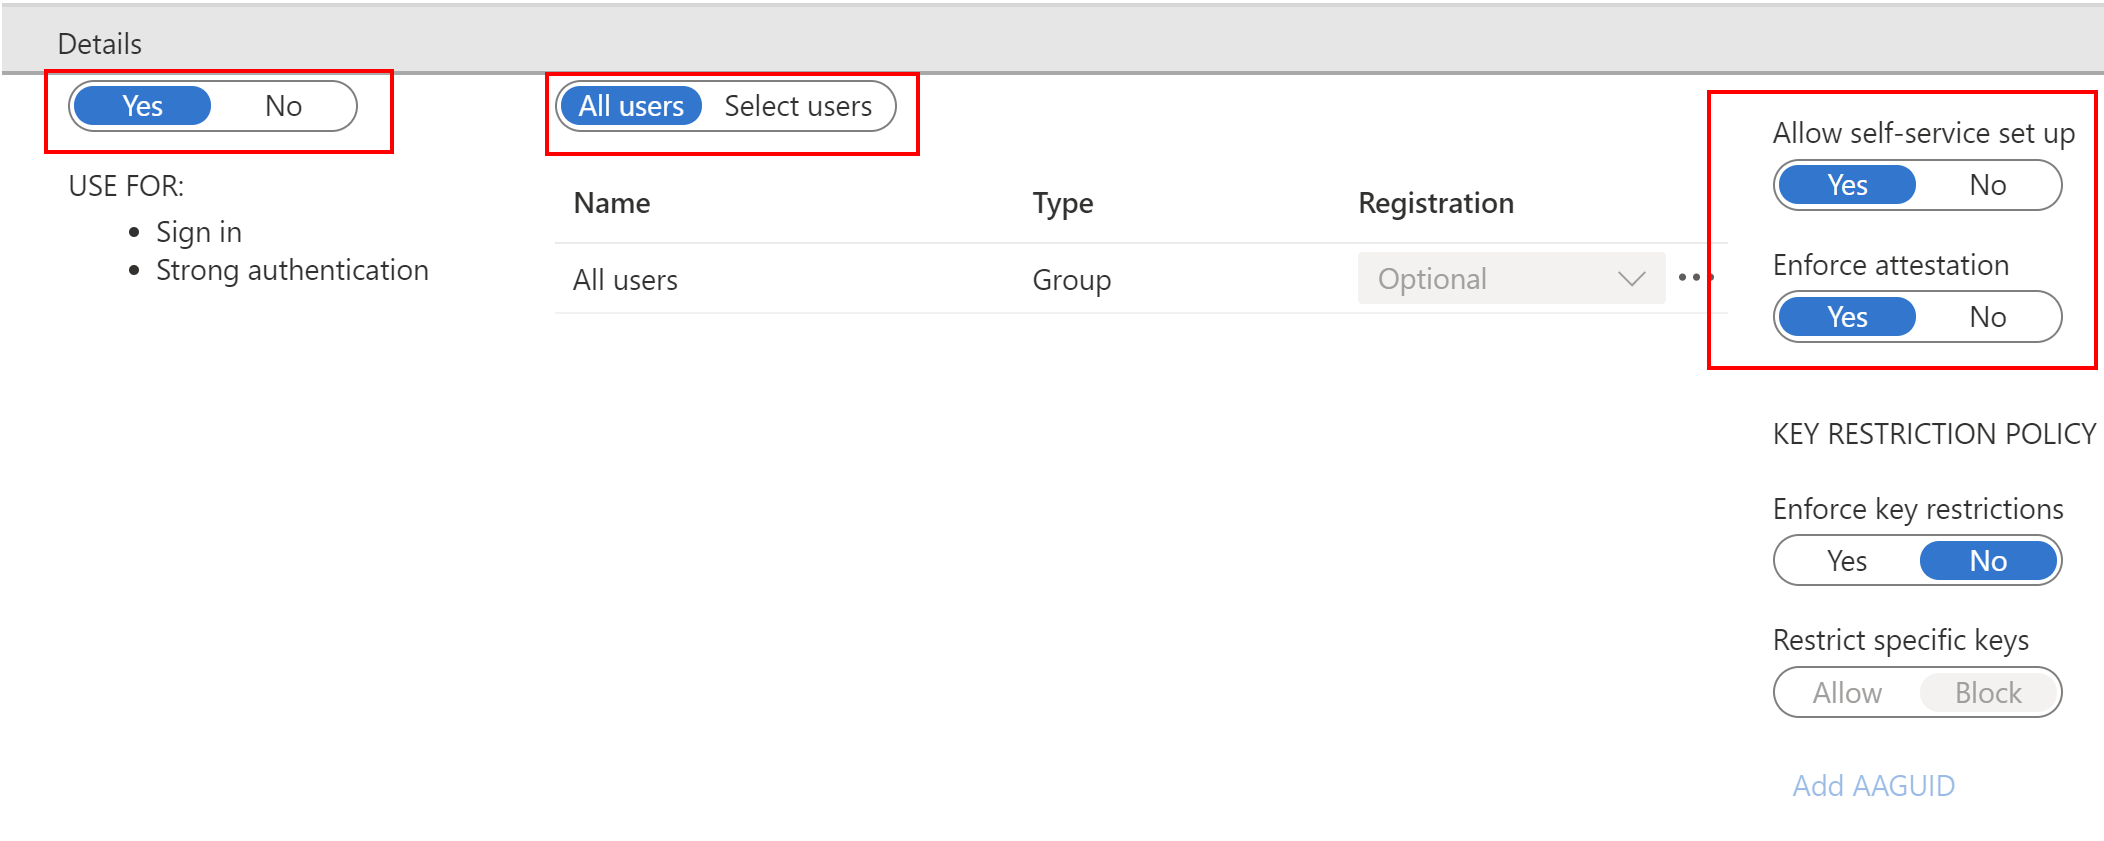 Details
Yes No
USE FOR:
Sign in
Strong authentication
All users Select users
Name Type Registration
All users Group Optional
Allow self-service set up
Yes No
Enforce attestation
Yes No
KEY RESTRICTION POLICY
Enforce key restrictions
Yes No
Restrict specific keys
Allow Block
Add AAGUID